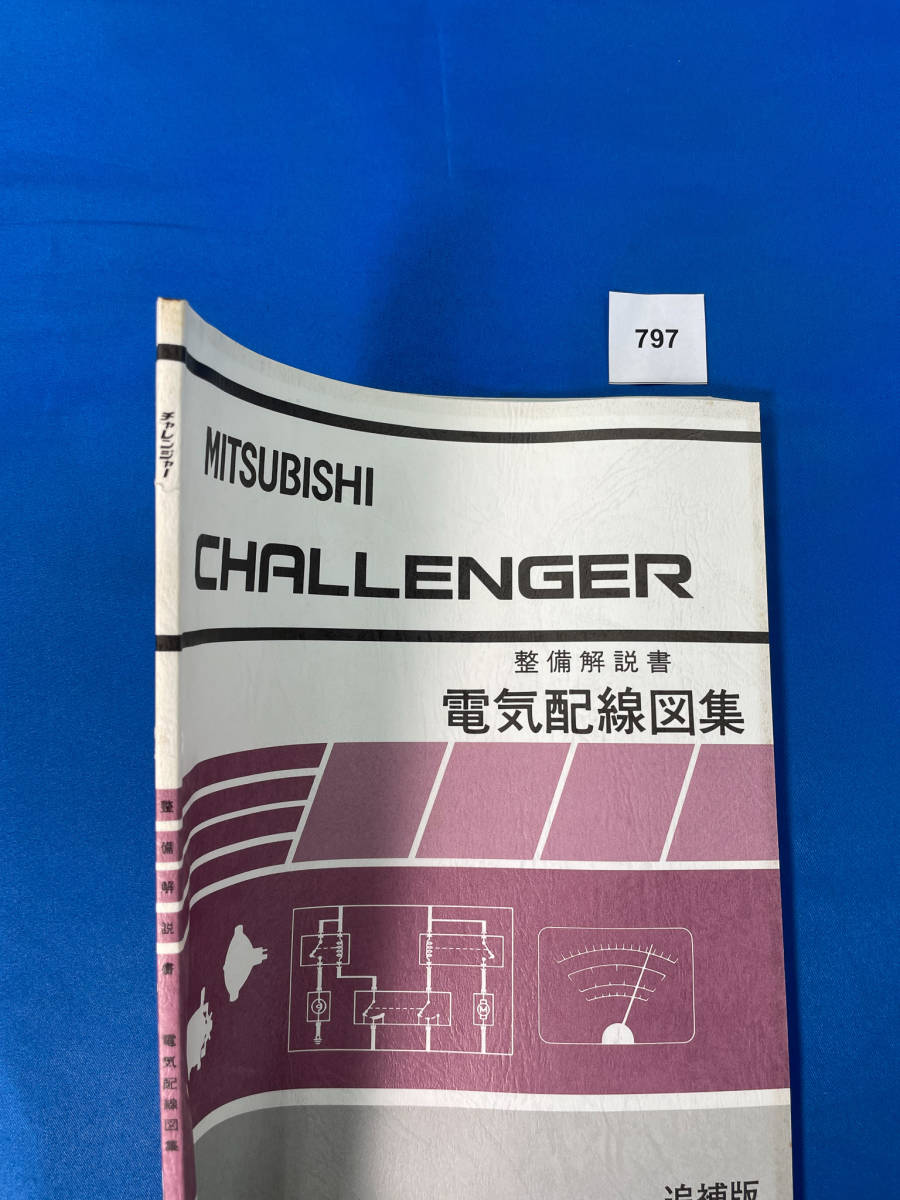 797
MITSUBISHI
CHALLENGER
整備解説書
電気配線図集
M
追補版
チャレンジャー
整備解説書
電気配線図集